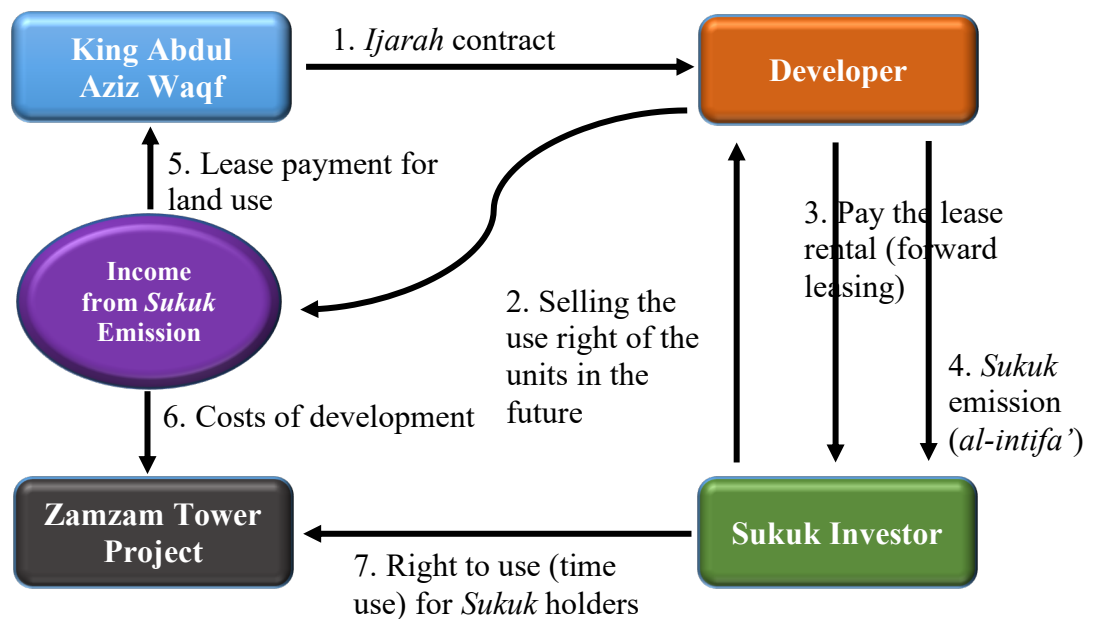 King Abdul
Aziz Waqf
1. Ijarah contract
Developer
5. Lease payment for
land use
3. Pay the lease
rental (forward
leasing)
Income
from Sukuk
Emission
2. Selling the
use right of the
units in the
future
4. Sukuk
emission
(al-intifa’)
6. Costs of development
Zamzam Tower
Project
Sukuk Investor
7. Right to use (time
use) for Sukuk holders